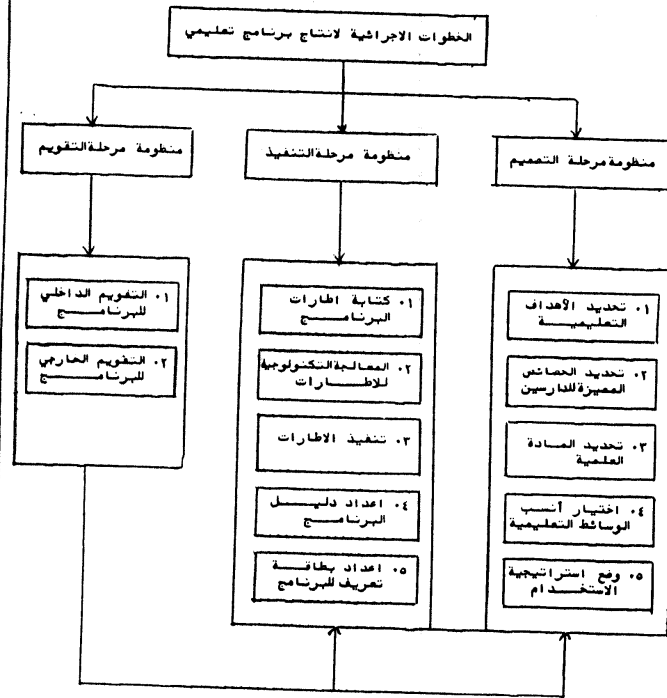 الخطوات الاجرائية لانتاج برنامج تعليمي
منظومة مرحلة التصميم
منظومة مرحلة التنفيذ
منظومة مرحلة التقويم
٠١ تحديد الأهداف
التعليمية
٠٢ تحديد الخصائص
المميزة للدارسين
٠٣ تحديد المادة
العلمية
٠٤ اختيار أنسب
الوسائط التعليمية
٠٥ وضع استراتيجية
الاستخدام
٠١ كتابة اطارات
البرنامج
٠٢ المعالجة التكنولوجية
للاطارات
٠٣ تنفيذ الاطارات
٠٤ اعداد دليل
البرنامج
٠٥ اعداد بطاقة
تعريف للبرنامج
٠١ التقويم الداخلي
للبرنامج
٠٢ التقويم الخارجي
للبرنامج